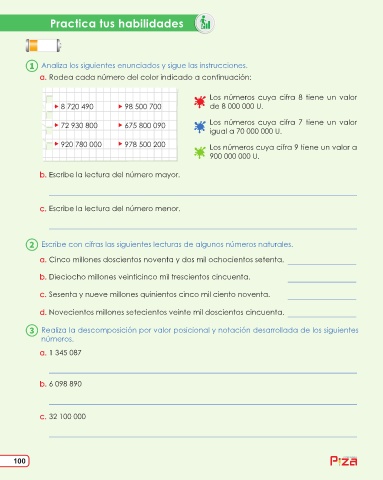 Practica tus habilidades
1 Analiza los siguientes enunciados y sigue las instrucciones.
a. Rodea cada número del color indicado a continuación:
8 720 490 98 500 700
72 930 800 675 800 090
920 780 000 978 500 200
Los números cuya cifra 8 tiene un valor
de 8 000 000 U.
Los números cuya cifra 7 tiene un valor
igual a 70 000 000 U.
Los números cuya cifra 9 tiene un valor a
900 000 000 U.
b. Escribe la lectura del número mayor.
c. Escribe la lectura del número menor.
2 Escribe con cifras las siguientes lecturas de algunos números naturales.
a. Cinco millones doscientos noventa y dos mil ochocientos setenta.
b. Dieciocho millones veinticinco mil trescientos cincuenta.
c. Sesenta y nueve millones quinientos cinco mil ciento noventa.
d. Novecientos millones setecientos veinte mil doscientos cincuenta.
3 Realiza la descomposición por valor posicional y notación desarrollada de los siguientes
números.
a. 1 345 087
b. 6 098 890
c. 32 100 000
100